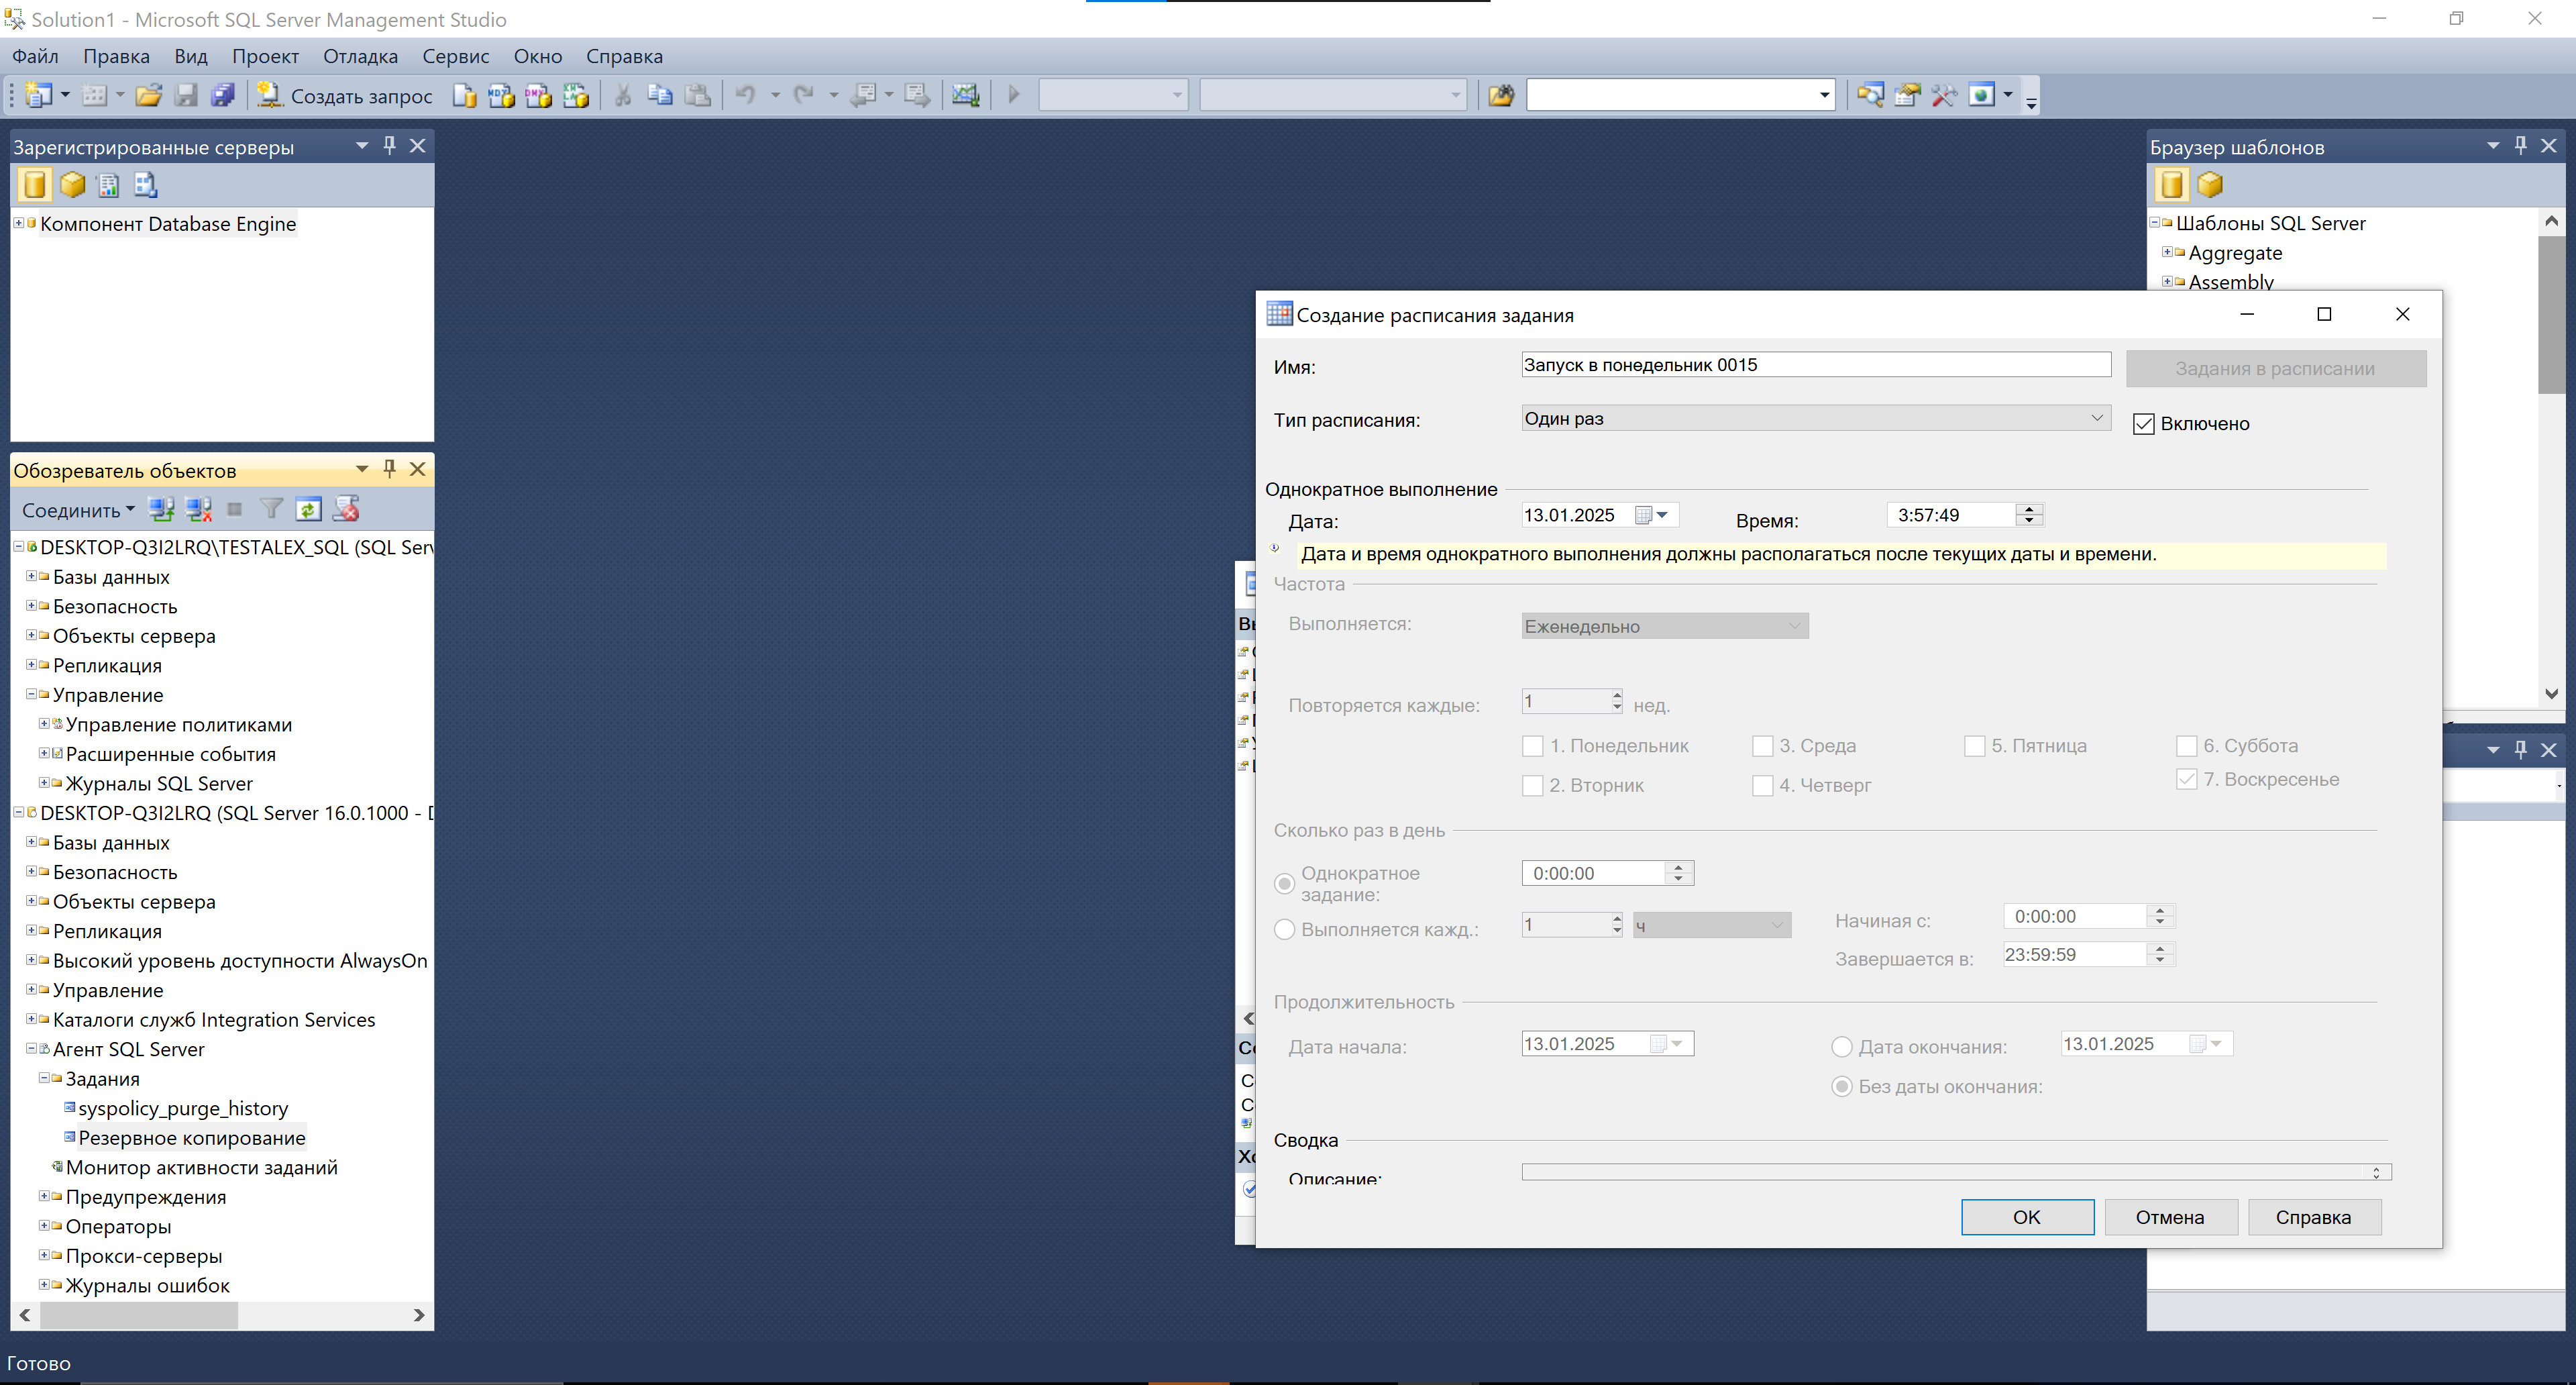 Solution1 - Microsoft SQL Server Management Studio
Файл Правка Вид Проект Отладка Сервис Окно Справка
Создать запрос
Зарегистрированные серверы
Компонент Database Engine
Обозреватель объектов
Соединить
DESKTOP-Q3I2LRQ\TESTALEX_SQL (SQL Ser
Базы данных
Безопасность
Объекты сервера
Репликация
Управление
Управление политиками
Расширенные события
Журналы SQL Server
DESKTOP-Q3I2LRQ (SQL Server 16.0.1000 -
Базы данных
Безопасность
Объекты сервера
Репликация
Высокий уровень доступности AlwaysOn
Управление
Каталоги служб Integration Services
Агент SQL Server
Задания
syspolicy_purge_history
Резервное копирование
Монитор активности заданий
Предупреждения
Операторы
Прокси-серверы
Журналы ошибок
Готово
Браузер шаблонов
Шаблоны SQL Server
Aggregate
Assembly
Создание расписания задания
Имя: Запуск в понедельник 0015 Задания в расписании
Тип расписания: Один раз Включено
Однократное выполнение
Дата: 13.01.2025 Время: 3:57:49
Дата и время однократного выполнения должны располагаться после текущих даты и времени.
Частота
Выполняется: Еженедельно
Повторяется каждые: 1 нед.
1. Понедельник 3. Среда 5. Пятница 6. Суббота
2. Вторник 4. Четверг 7. Воскресенье
Сколько раз в день
Однократное задание: 0:00:00
Выполняется кажд.: 1 ч Начиная с: 0:00:00
Завершается в: 23:59:59
Продолжительность
Дата начала: 13.01.2025 Дата окончания: 13.01.2025
Без даты окончания:
Сводка
Описание:
OK Отмена Справка